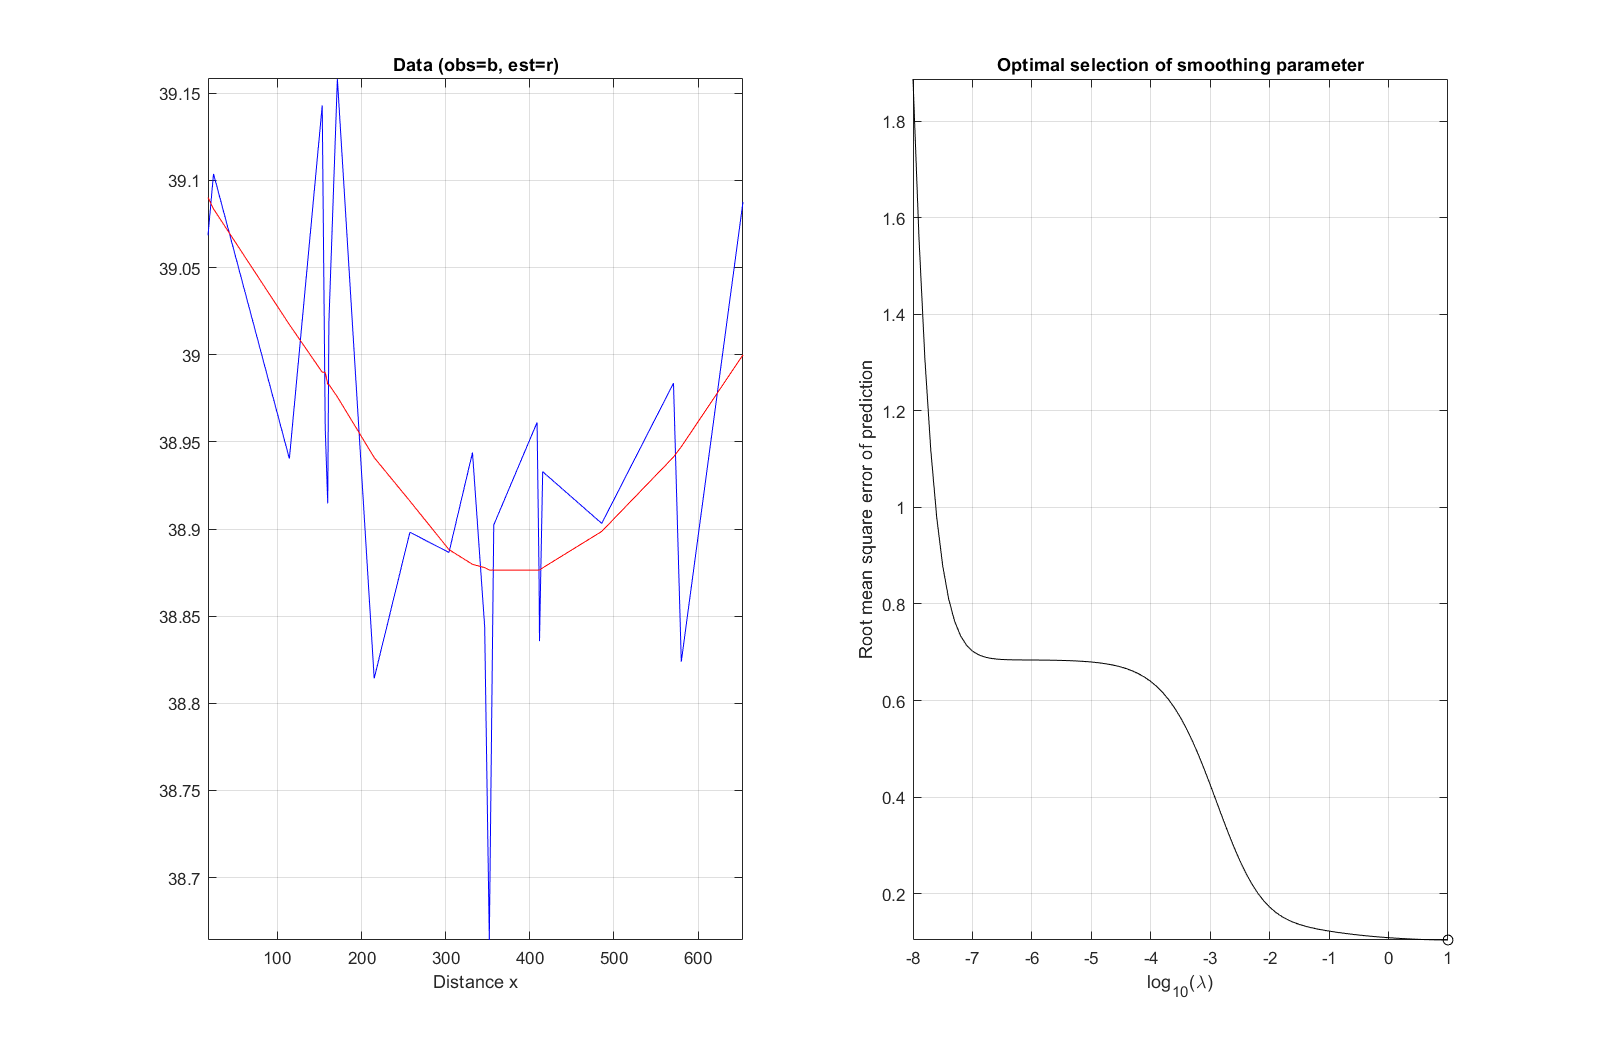 Data (obs=b, est=r)
39.15
39.1
39.05
39
38.95
38.9
38.85
38.8
38.75
38.7
100 200 300 400 500 600
Distance x
Optimal selection of smoothing parameter
Root mean square error of prediction
1.8
1.6
1.4
1.2
1
0.8
0.6
0.4
0.2
-8 -7 -6 -5 -4 -3 -2 -1 0 1
log10(λ)